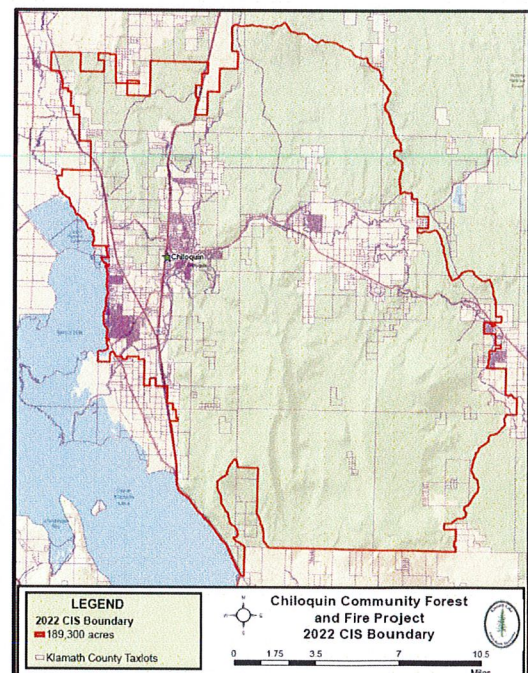 Chiloquin
LEGEND
2022 CIS Boundary
189,300 acres
Klamath County Taxlots
Chiloquin Community Forest
and Fire Project
2022 CIS Boundary
0 1.75 3.5 7 10.5
Miles